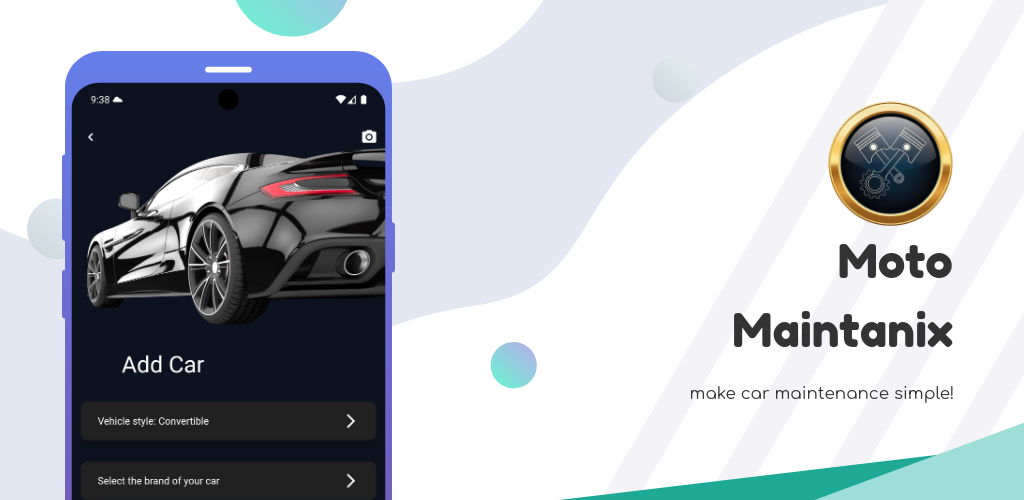 9:38
Add Car
Vehicle style: Convertible
Select the brand of your car
Moto
Maintanix
make car maintenance simple!